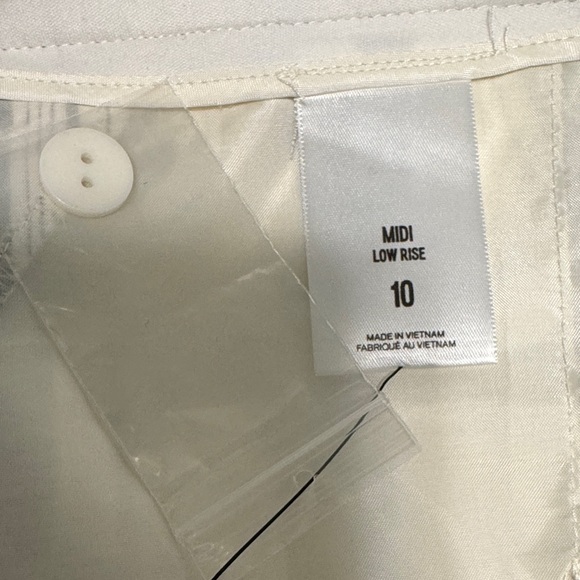 MIDI
LOW RISE
10
MADE IN VIETNAM
FABRIQUÉ AU VIETNAM